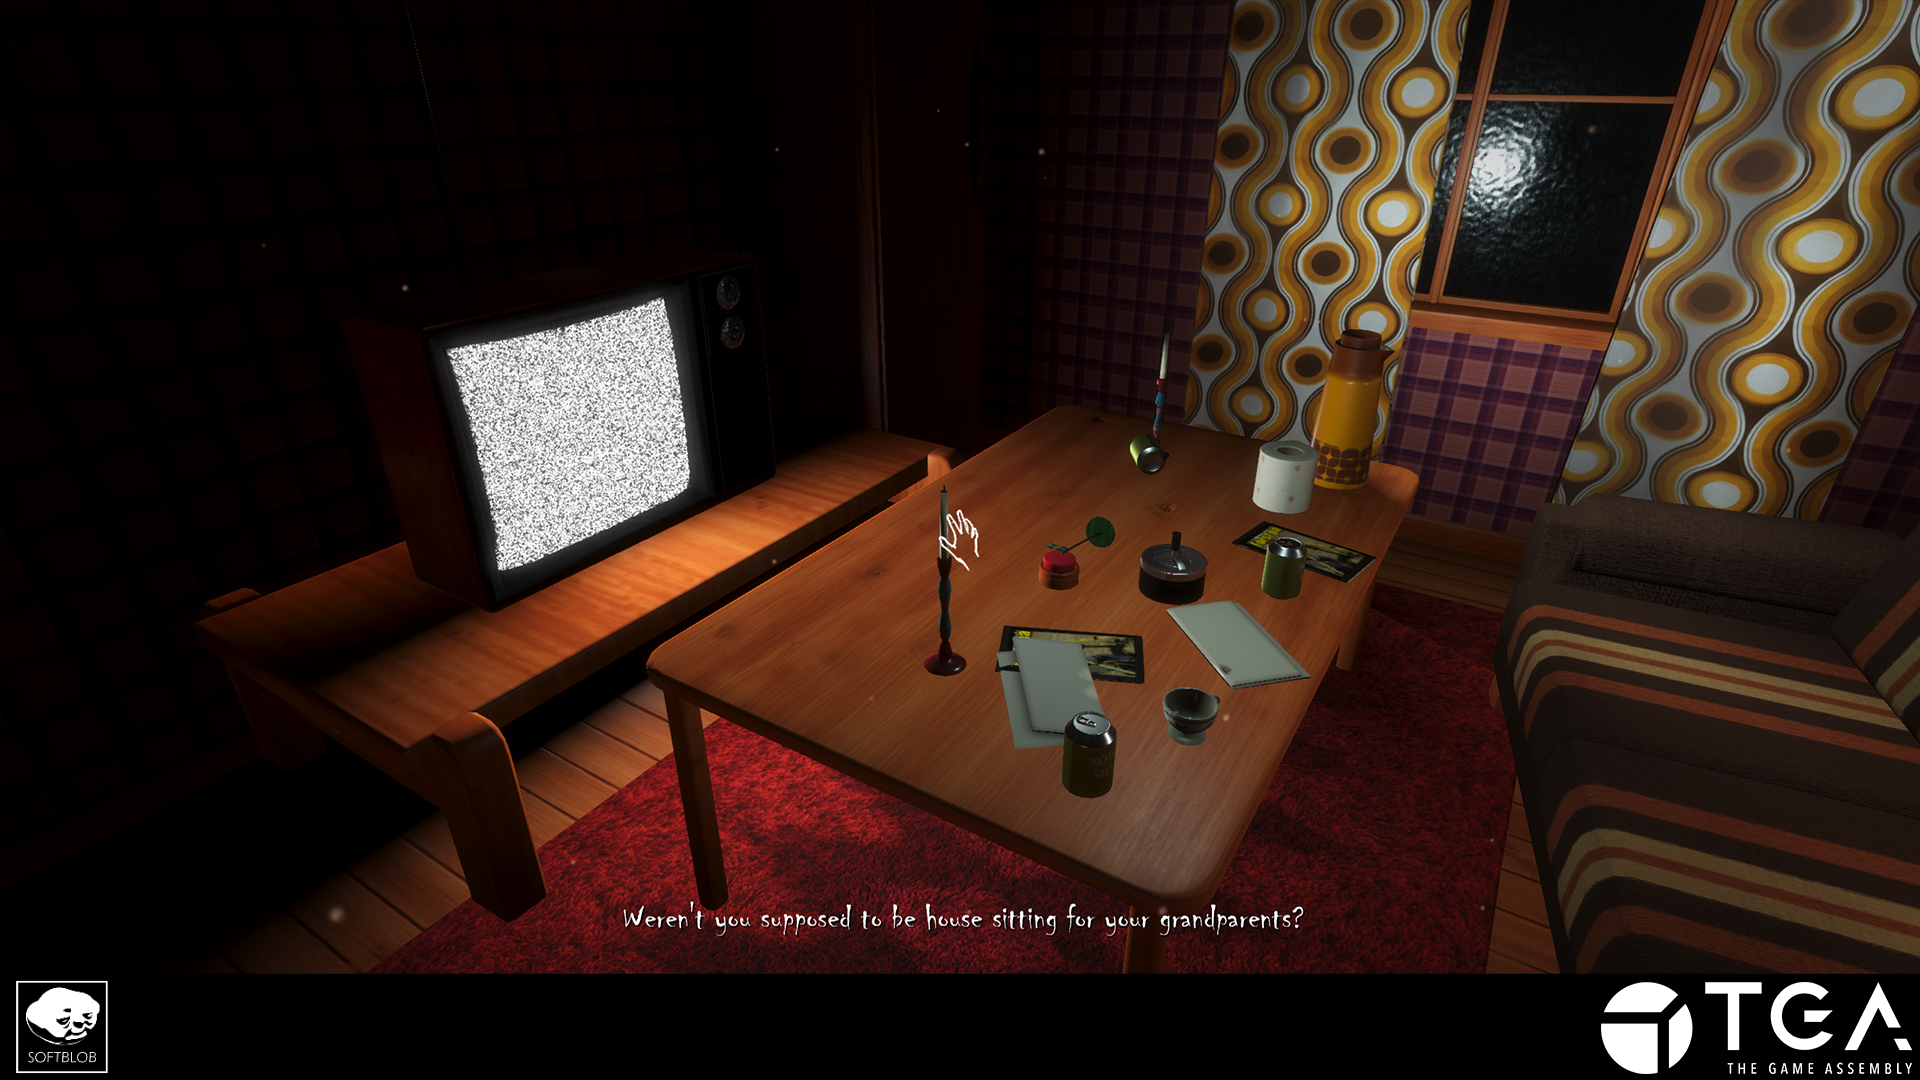 Weren't you supposed to be house sitting for your grandparents?
SOFTBLOB
TGA
THE GAME ASSEMBLY